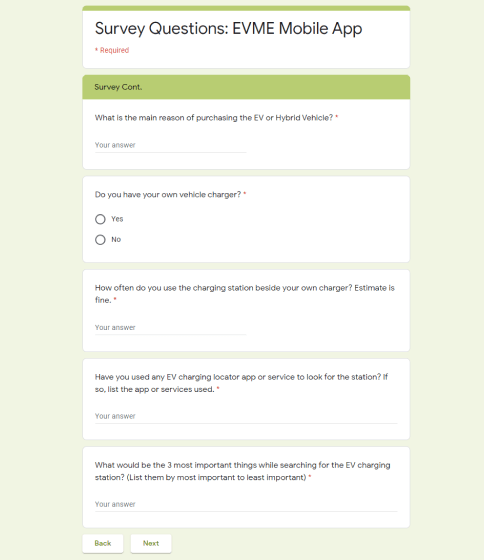 Survey Questions: EVME Mobile App
* Required
Survey Cont.
What is the main reason of purchasing the EV or Hybrid Vehicle? *
Your answer
Do you have your own vehicle charger? *
Yes
No
How often do you use the charging station beside your own charger? Estimate is
fine. *
Your answer
Have you used any EV charging locator app or service to look for the station? If
so, list the app or services used. *
Your answer
What would be the 3 most important things while searching for the EV charging
station? (List them by most important to least important) *
Your answer
Back Next